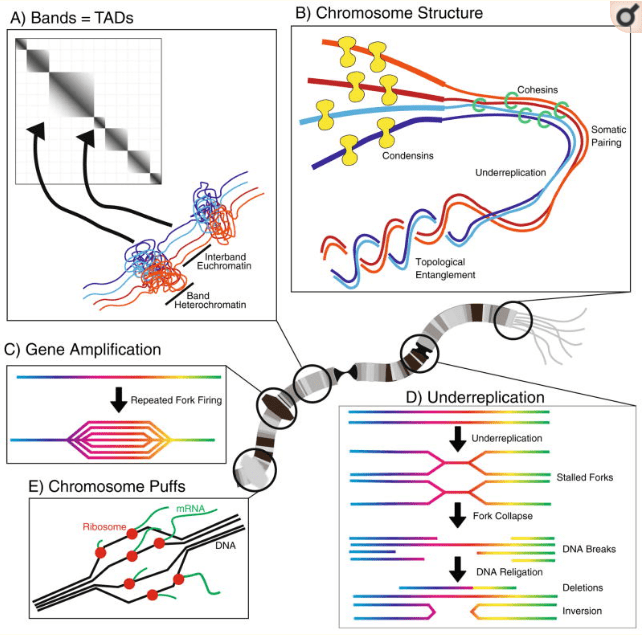 A) Bands = TADs
Interband
Euchromatin
Band
Heterochromatin
B) Chromosome Structure
Cohesins
Somatic
Pairing
Condensins
Underreplication
Topological
Entanglement
C) Gene Amplification
Repeated Fork Firing
D) Underreplication
Underreplication
Stalled Forks
Fork Collapse
DNA Breaks
DNA Religation
Deletions
Inversion
E) Chromosome Puffs
mRNA
Ribosome
DNA